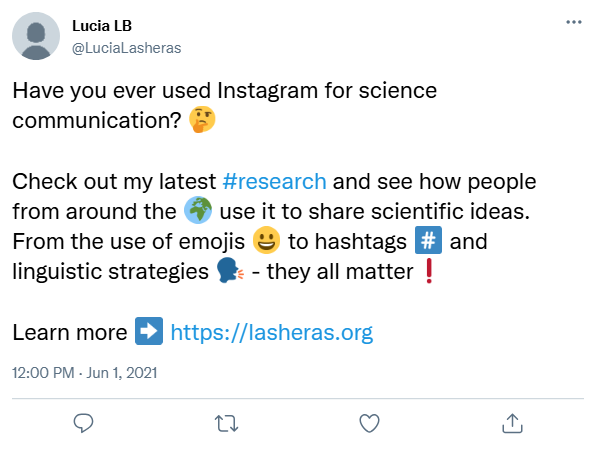 Lucia LB
@LuciaLasheras
Have you ever used Instagram for science
communication? 🤔
Check out my latest #research and see how people
from around the 🌍 use it to share scientific ideas.
From the use of emojis 😀 to hashtags #️⃣ and
linguistic strategies 🗣️ - they all matter❗
Learn more ➡️ https://lasheras.org
12:00 PM · Jun 1, 2021